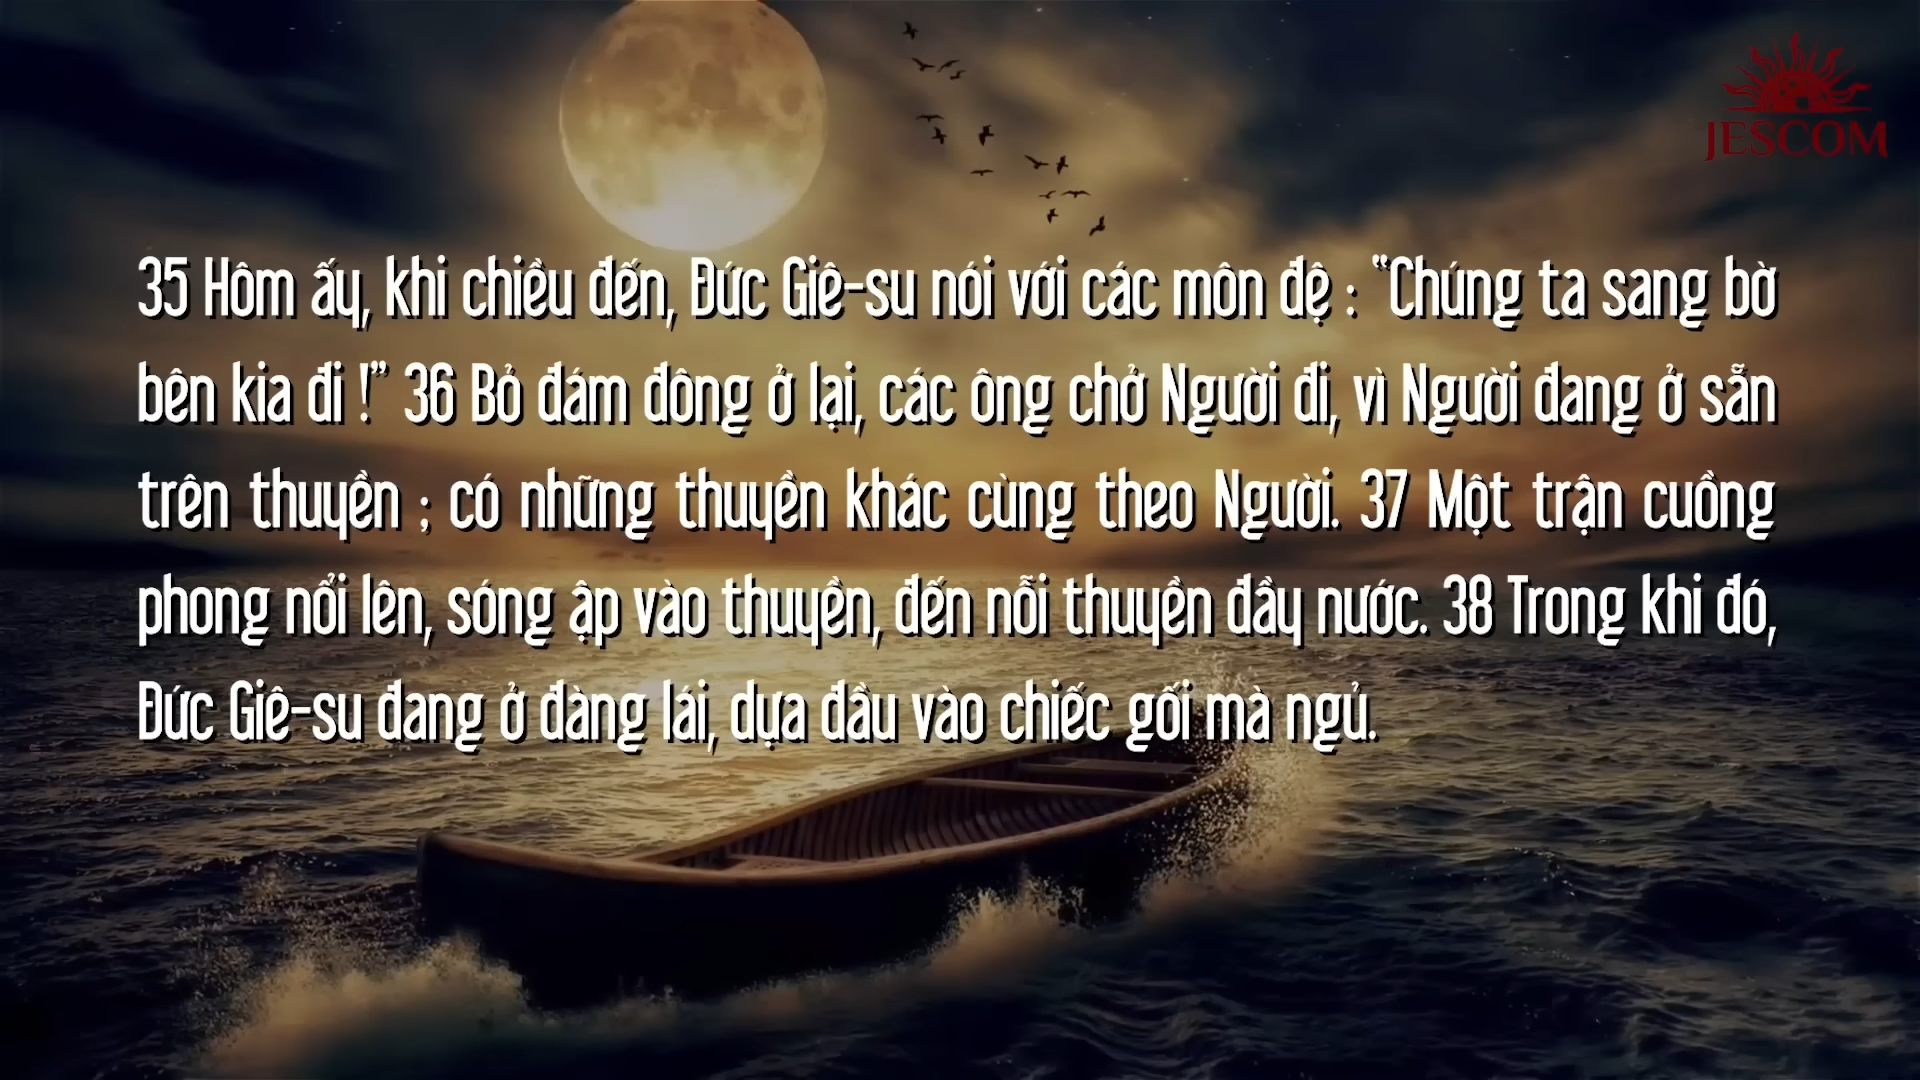 JESCOM
35 Hôm ấy, khi chiều đến, Đức Giê-su nói với các môn đệ : “Chúng ta sang bờ
bên kia đi !” 36 Bỏ đám đông ở lại, các ông chở Người đi, vì Người đang ở sẵn
trên thuyền ; có những thuyền khác cùng theo Người. 37 Một trận cuồng
phong nổi lên, sóng ập vào thuyền, đến nỗi thuyền đầy nước. 38 Trong khi đó,
Đức Giê-su đang ở đàng lái, dựa đầu vào chiếc gối mà ngủ.